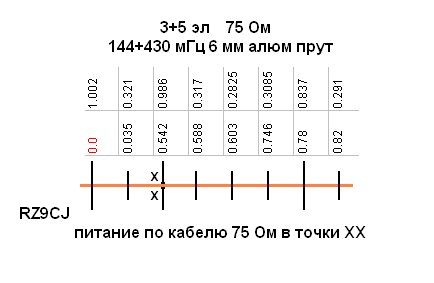 3+5 эл 75 Ом
144+430 мГц 6 мм алюм прут
1.002 0.321 0.986 0.317 0.2825 0.3085 0.837 0.291
0.0 0.035 0.542 0.588 0.603 0.746 0.78 0.82
X
X
RZ9CJ
питание по кабелю 75 Ом в точки XX